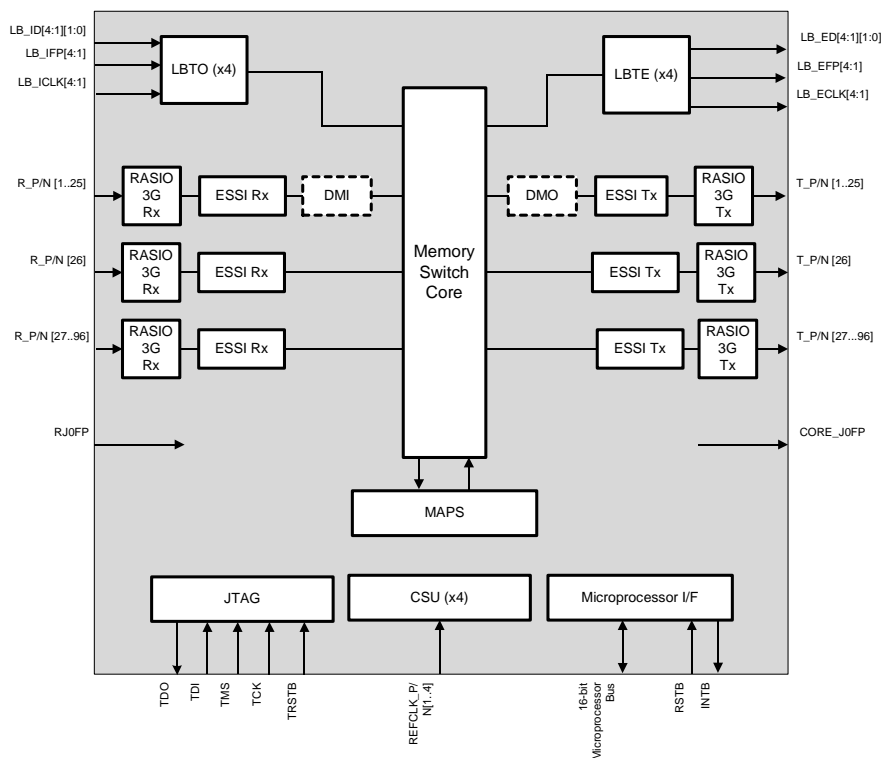 LB_ID[4:1][1:0]
LB_IFP[4:1]
LB_ICLK[4:1]
LBTO (x4)
LBTE (x4)
LB_ED[4:1][1:0]
LB_EFP[4:1]
LB_ECLK[4:1]
R_P/N [1..25]
RASIO
3G
Rx
ESSI Rx
DMI
DMO
ESSI Tx
RASIO
3G
Tx
T_P/N [1..25]
R_P/N [26]
RASIO
3G
Rx
ESSI Rx
Memory
Switch
Core
ESSI Tx
RASIO
3G
Tx
T_P/N [26]
R_P/N [27..96]
RASIO
3G
Rx
ESSI Rx
ESSI Tx
RASIO
3G
Tx
T_P/N [27...96]
RJ0FP
CORE_J0FP
MAPS
JTAG
CSU (x4)
Microprocessor I/F
TDO
TDI
TMS
TCK
TRSTB
REFCLK_P/
N[1..4]
16-bit
Microprocessor
Bus
RSTB
INTB